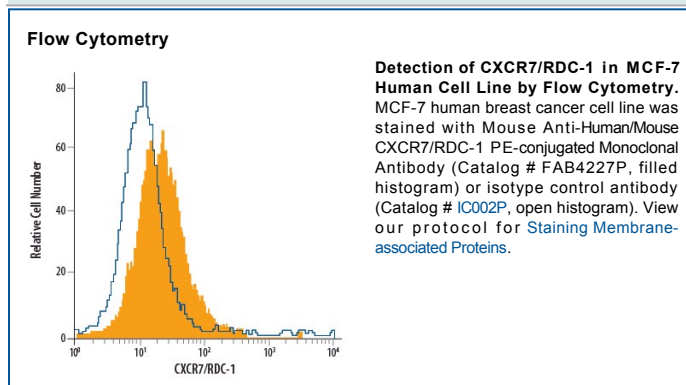 Flow Cytometry
80
60
40
20
0
Relative Cell Number
10⁰ 10¹ 10² 10³ 10⁴
CXCR7/RDC-1
Detection of CXCR7/RDC-1 in MCF-7
Human Cell Line by Flow Cytometry.
MCF-7 human breast cancer cell line was
stained with Mouse Anti-Human/Mouse
CXCR7/RDC-1 PE-conjugated Monoclonal
Antibody (Catalog # FAB4227P, filled
histogram) or isotype control antibody
(Catalog # IC002P, open histogram). View
our protocol for Staining Membrane-
associated Proteins.